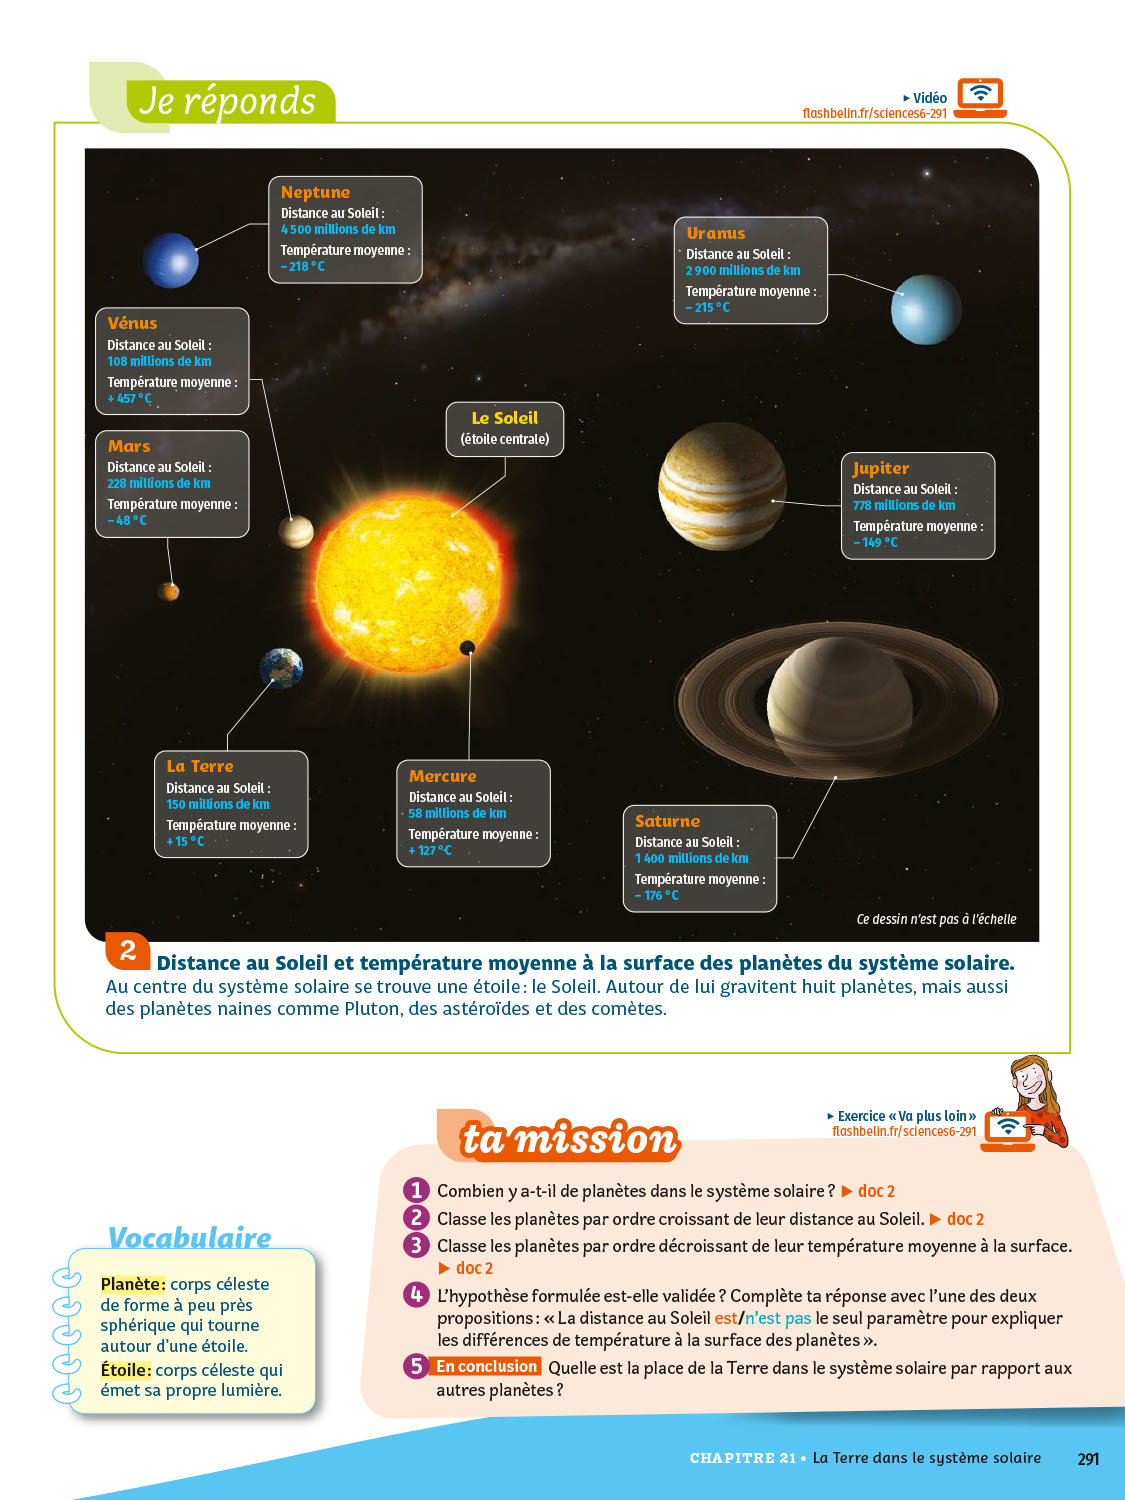 Je réponds
▸ Vidéo
flashbelin.fr/sciences6-291
Neptune
Distance au Soleil :
4 500 millions de km
Température moyenne :
– 218 °C
Uranus
Distance au Soleil :
2 900 millions de km
Température moyenne :
– 215 °C
Vénus
Distance au Soleil :
108 millions de km
Température moyenne :
+ 457 °C
Mars
Distance au Soleil :
228 millions de km
Température moyenne :
– 48 °C
Le Soleil
(étoile centrale)
Jupiter
Distance au Soleil :
778 millions de km
Température moyenne :
– 149 °C
La Terre
Distance au Soleil :
150 millions de km
Température moyenne :
+ 15 °C
Mercure
Distance au Soleil :
58 millions de km
Température moyenne :
+ 127 °C
Saturne
Distance au Soleil :
1 400 millions de km
Température moyenne :
– 176 °C
Ce dessin n'est pas à l'échelle
2 Distance au Soleil et température moyenne à la surface des planètes du système solaire.
Au centre du système solaire se trouve une étoile : le Soleil. Autour de lui gravitent huit planètes, mais aussi
des planètes naines comme Pluton, des astéroïdes et des comètes.
▸ Exercice « Va plus loin »
flashbelin.fr/sciences6-291
ta mission
1 Combien y a-t-il de planètes dans le système solaire ? ▶ doc 2
2 Classe les planètes par ordre croissant de leur distance au Soleil. ▶ doc 2
3 Classe les planètes par ordre décroissant de leur température moyenne à la surface.
▶ doc 2
4 L'hypothèse formulée est-elle validée ? Complète ta réponse avec l'une des deux
propositions : « La distance au Soleil est/n'est pas le seul paramètre pour expliquer
les différences de température à la surface des planètes ».
5 En conclusion Quelle est la place de la Terre dans le système solaire par rapport aux
autres planètes ?
Vocabulaire
Planète : corps céleste
de forme à peu près
sphérique qui tourne
autour d'une étoile.
Étoile : corps céleste qui
émet sa propre lumière.
CHAPITRE 21 • La Terre dans le système solaire 291